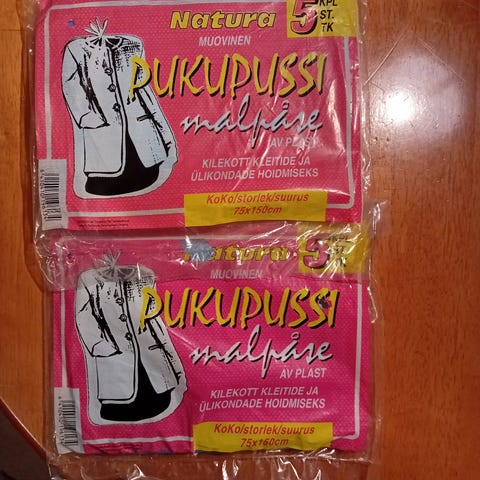 Natura
5 KPL
ST.
TK
MUOVINEN
PUKUPUSSI
malpåse
AV PLAST
KILEKOTT KLEITIDE JA
ÜLIKONDADE HOIDMISEKS
KoKo/storlek/suurus
75x150cm
Natura
5
MUOVINEN
PUKUPUSSI
malpåse
AV PLAST
KILEKOTT KLEITIDE JA
ÜLIKONDADE HOIDMISEKS
KoKo/storlek/suurus
75x150cm